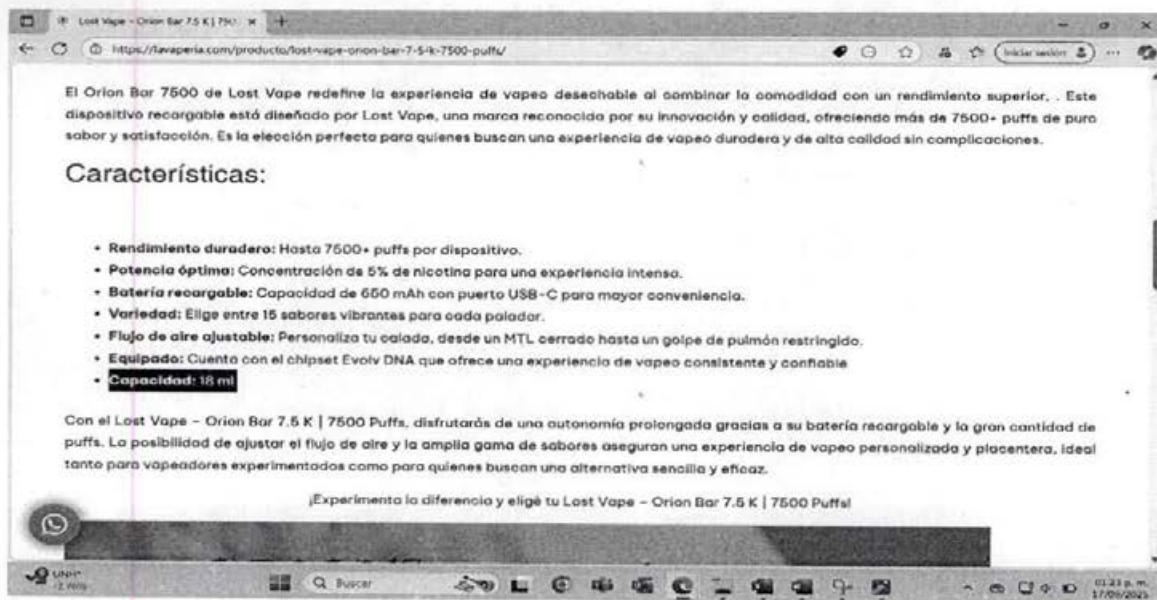 Lost Vape - Orion Bar 7.5 K | 750
https://lavaperia.com/producto/lost-vape-orion-bar-7-5-k-7500-puffs/
Iniciar sesión
El Orion Bar 7500 de Lost Vape redefine la experiencia de vapeo desechable al combinar la comodidad con un rendimiento superior. . Este
dispositivo recargable está diseñado por Lost Vape, una marca reconocida por su innovación y calidad, ofreciendo más de 7500+ puffs de puro
sabor y satisfacción. Es la elección perfecta para quienes buscan una experiencia de vapeo duradera y de alta calidad sin complicaciones.
Características:
• Rendimiento duradero: Hasta 7500+ puffs por dispositivo.
• Potencia óptima: Concentración de 5% de nicotina para una experiencia intensa.
• Batería recargable: Capacidad de 650 mAh con puerto USB-C para mayor conveniencia.
• Variedad: Elige entre 15 sabores vibrantes para cada paladar.
• Flujo de aire ajustable: Personaliza tu calada, desde un MTL cerrado hasta un golpe de pulmón restringido.
• Equipado: Cuenta con el chipset Evolv DNA que ofrece una experiencia de vapeo consistente y confiable
• Capacidad: 18 ml
Con el Lost Vape – Orion Bar 7.5 K | 7500 Puffs, disfrutarás de una autonomía prolongada gracias a su batería recargable y la gran cantidad de
puffs. La posibilidad de ajustar el flujo de aire y la amplia gama de sabores aseguran una experiencia de vapeo personalizada y placentera, ideal
tanto para vapeadores experimentados como para quienes buscan una alternativa sencilla y eficaz.
¡Experimenta la diferencia y elige tu Lost Vape – Orion Bar 7.5 K | 7500 Puffs!
UNH
Buscar
01:23 p. m.
17/06/2025